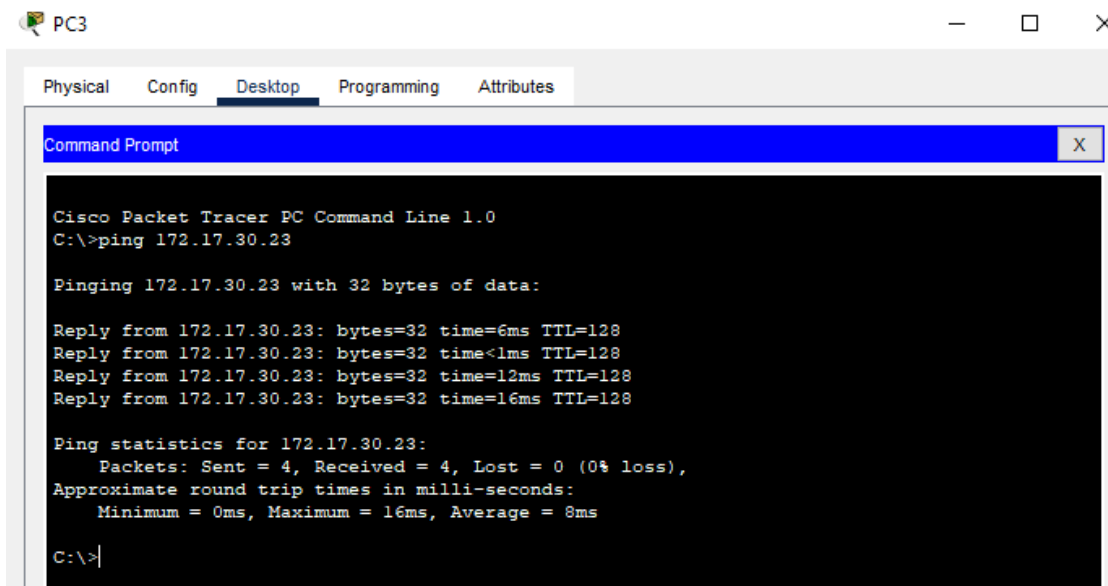 PC3
Physical Config Desktop Programming Attributes
Command Prompt
X
Cisco Packet Tracer PC Command Line 1.0
C:\>ping 172.17.30.23
Pinging 172.17.30.23 with 32 bytes of data:
Reply from 172.17.30.23: bytes=32 time=6ms TTL=128
Reply from 172.17.30.23: bytes=32 time<1ms TTL=128
Reply from 172.17.30.23: bytes=32 time=12ms TTL=128
Reply from 172.17.30.23: bytes=32 time=16ms TTL=128
Ping statistics for 172.17.30.23:
Packets: Sent = 4, Received = 4, Lost = 0 (0% loss),
Approximate round trip times in milli-seconds:
Minimum = 0ms, Maximum = 16ms, Average = 8ms
C:\>